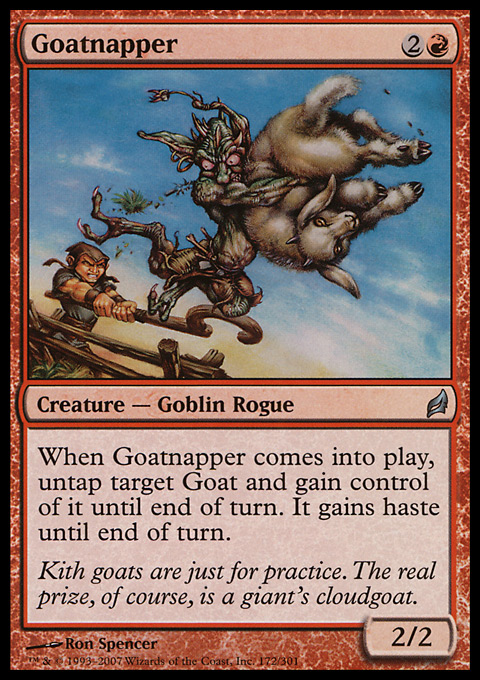 Goatnapper 2
Creature — Goblin Rogue
When Goatnapper comes into play,
untap target Goat and gain control
of it until end of turn. It gains haste
until end of turn.
Kith goats are just for practice. The real
prize, of course, is a giant's cloudgoat.
Ron Spencer
™ & © 1993–2007 Wizards of the Coast, Inc. 172/301
2/2